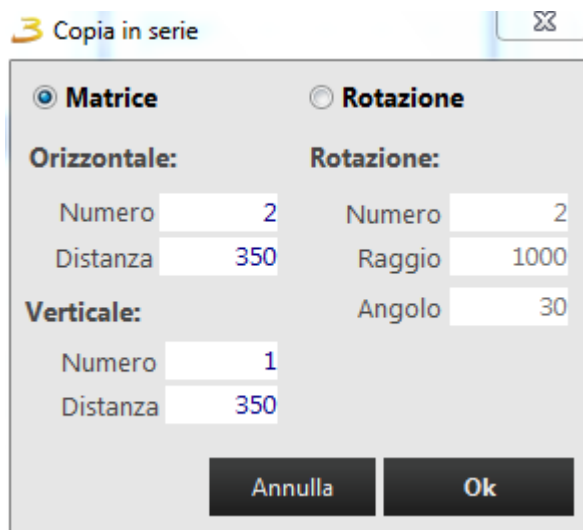 Copia in serie
Matrice
Rotazione
Orizzontale:
Numero 2
Distanza 350
Verticale:
Numero 1
Distanza 350
Rotazione:
Numero 2
Raggio 1000
Angolo 30
Annulla
Ok